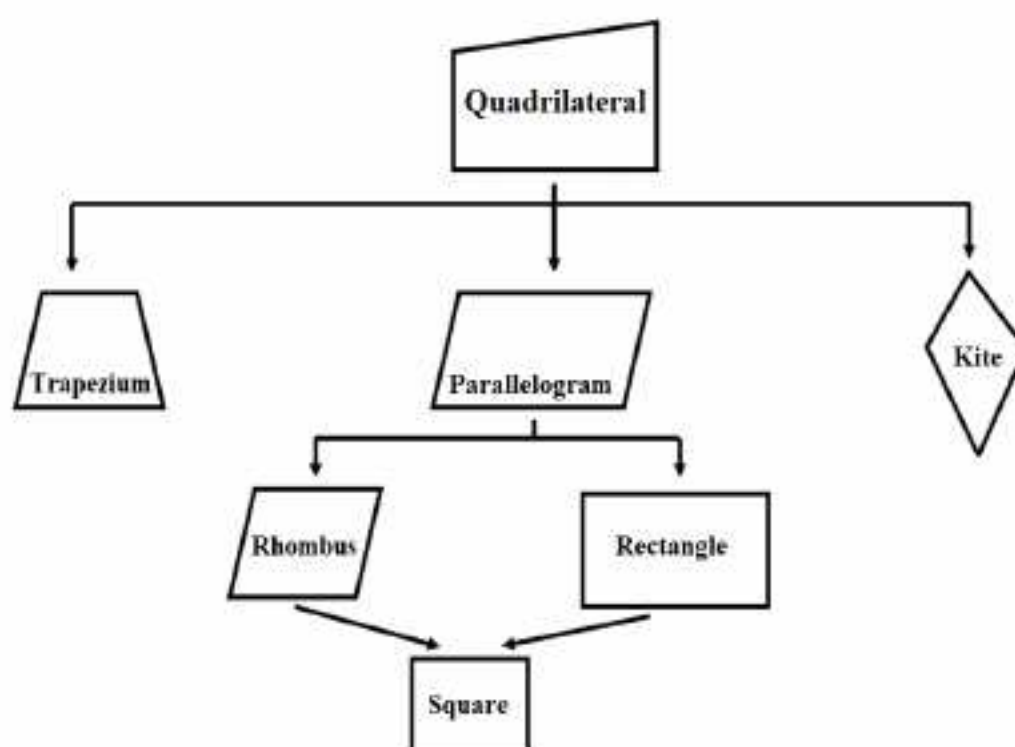 Quadrilateral
Trapezium
Parallelogram
Kite
Rhombus
Rectangle
Square